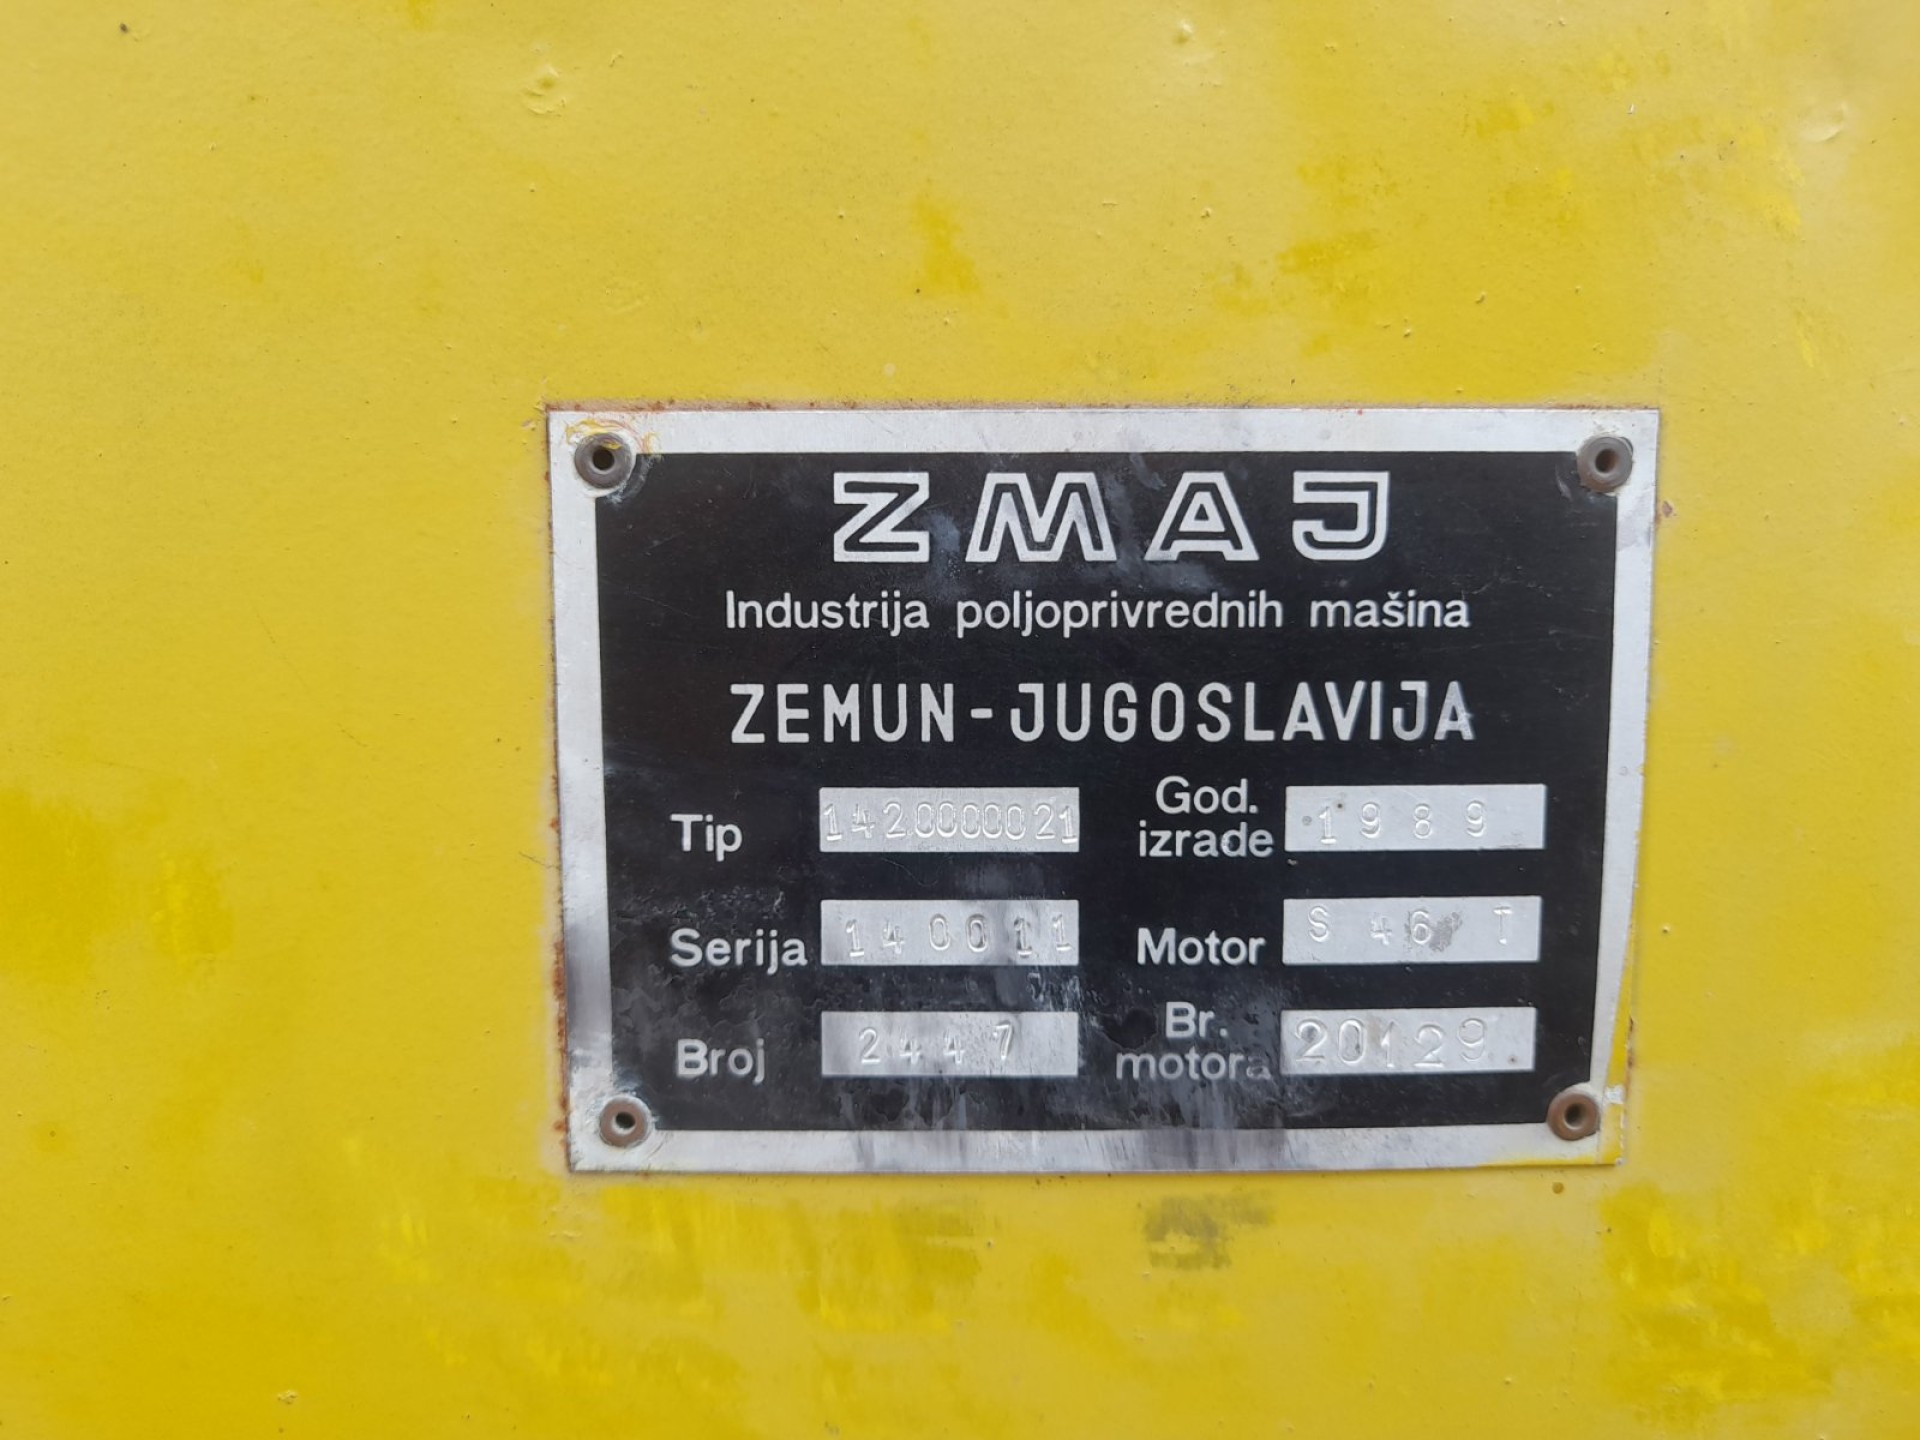 ZMAJ
Industrija poljoprivrednih mašina
ZEMUN-JUGOSLAVIJA
Tip 1420000021 God. izrade 1989
Serija 140011 Motor S 46 T
Broj 2447 Br. motora 20129